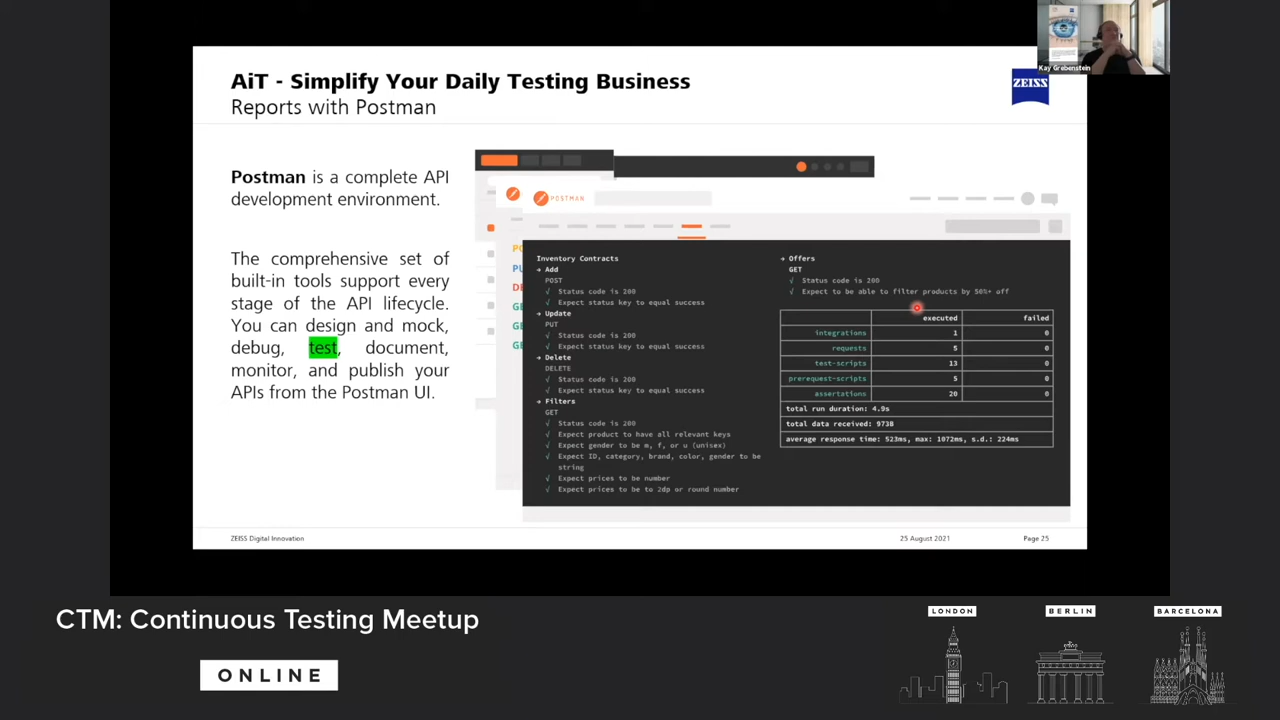 Kay Grebenstein
AiT - Simplify Your Daily Testing Business
Reports with Postman
ZEISS
Postman is a complete API
development environment.
The comprehensive set of
built-in tools support every
stage of the API lifecycle.
You can design and mock,
debug, test, document,
monitor, and publish your
APIs from the Postman UI.
POSTMAN
PO
PU
DE
GE
GE
GE
Inventory Contracts
→ Add
POST
√ Status code is 200
√ Expect status key to equal success
→ Update
PUT
√ Status code is 200
√ Expect status key to equal success
→ Delete
DELETE
√ Status code is 200
√ Expect status key to equal success
→ Filters
GET
√ Status code is 200
√ Expect product to have all relevant keys
√ Expect gender to be m, f, or u (unisex)
√ Expect ID, category, brand, color, gender to be
string
√ Expect prices to be number
√ Expect prices to be to 2dp or round number
→ Offers
GET
√ Status code is 200
√ Expect to be able to filter products by 50%+ off
executed failed
integrations 1 0
requests 5 0
test-scripts 13 0
prerequest-scripts 5 0
assertations 20 0
total run duration: 4.9s
total data received: 973B
average response time: 523ms, max: 1072ms, s.d.: 224ms
ZEISS Digital Innovation 25 August 2021 Page 25
CTM: Continuous Testing Meetup
ONLINE
LONDON BERLIN BARCELONA